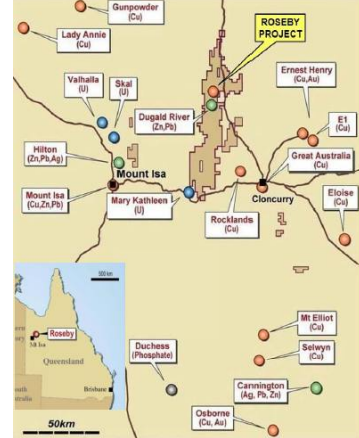 Gunpowder
(Cu)
ROSEBY
PROJECT
Lady Annie
(Cu)
Ernest Henry
(Cu,Au)
Valhalla
(U)
Skal
(U)
Dugald River
(Zn,Pb)
E1
(Cu)
Hilton
(Zn,Pb,Ag)
Great Australia
(Cu)
Mount Isa
Mount Isa
(Cu,Zn,Pb)
Mary Kathleen
(U)
Cloncurry
Eloise
(Cu)
Rocklands
(Cu)
500 km
Roseby
Mt Isa
Queensland
Brisbane
Mt Elliot
(Cu)
Selwyn
(Cu)
Duchess
(Phosphate)
Cannington
(Ag, Pb, Zn)
Osborne
(Cu, Au)
50km